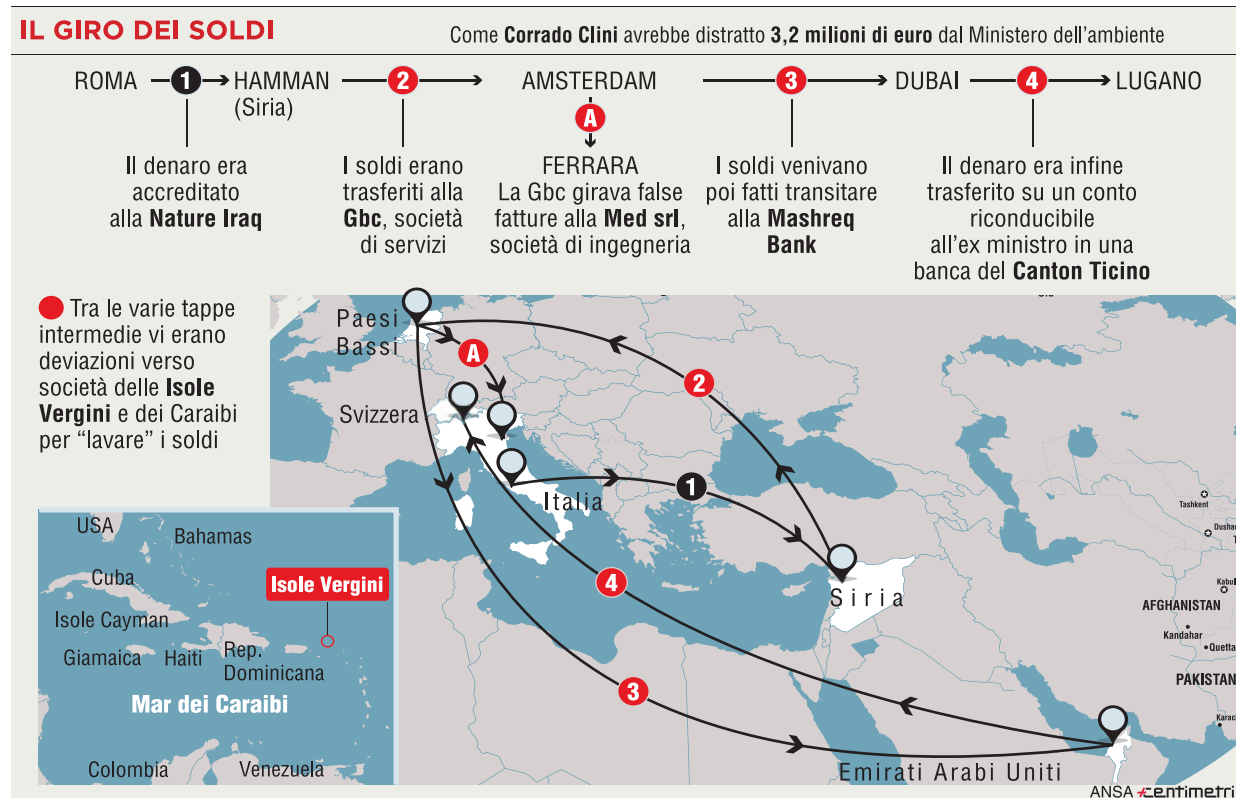 IL GIRO DEI SOLDI
Come Corrado Clini avrebbe distratto 3,2 milioni di euro dal Ministero dell'ambiente
ROMA 1 HAMMAN 2 AMSTERDAM 3 DUBAI 4 LUGANO
(Siria)
A
Il denaro era
accreditato
alla Nature Iraq
I soldi erano
trasferiti alla
Gbc, società
di servizi
FERRARA
La Gbc girava false
fatture alla Med srl,
società di ingegneria
I soldi venivano
poi fatti transitare
alla Mashreq
Bank
Il denaro era infine
trasferito su un conto
riconducibile
all'ex ministro in una
banca del Canton Ticino
Tra le varie tappe
intermedie vi erano
deviazioni verso
società delle Isole
Vergini e dei Caraibi
per “lavare” i soldi
Paesi
Bassi
A
2
Svizzera
1
Italia
4
Siria
3
Emirati Arabi Uniti
Tashkent
AFGHANISTAN
Kandahar
Quetta
PAKISTAN
USA
Bahamas
Cuba
Isole Vergini
Isole Cayman
Giamaica
Haiti
Rep.
Dominicana
Mar dei Caraibi
Colombia
Venezuela
ANSA centimetri